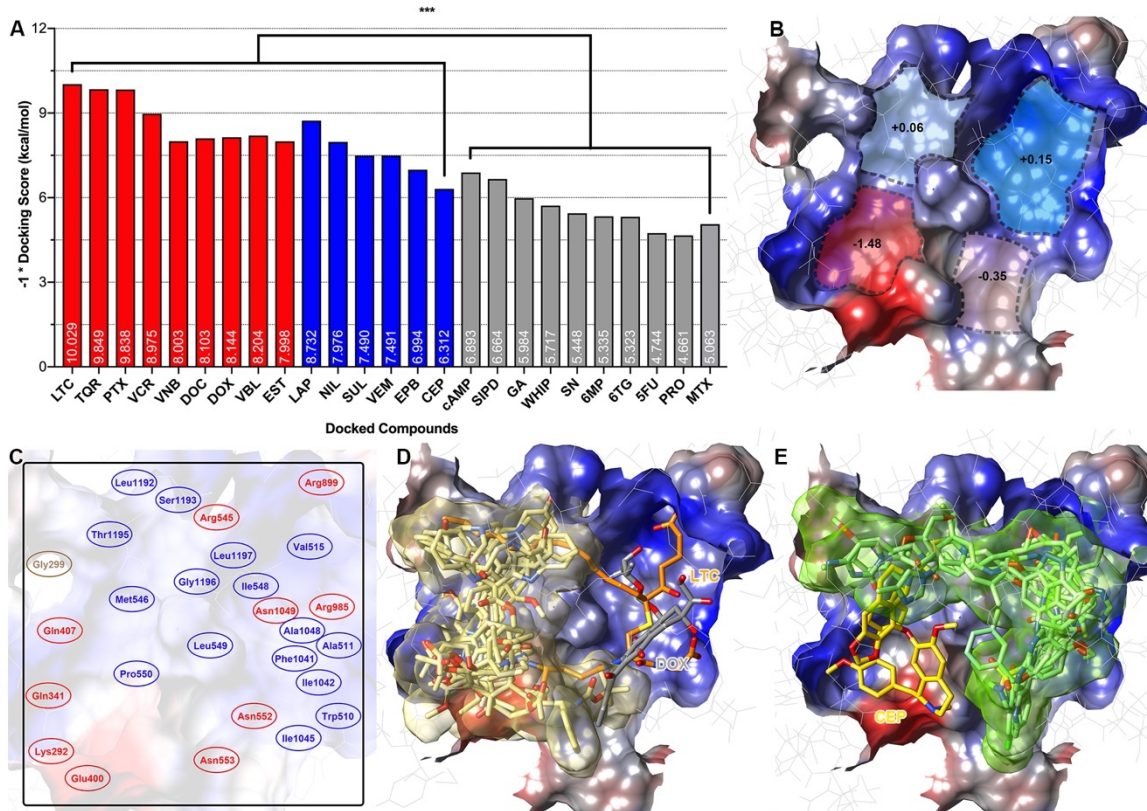 A
***
-1 * Docking Score (kcal/mol)
12
9
6
3
0
10.029
9.849
9.838
8.975
8.003
8.103
8.144
8.204
7.998
8.732
7.976
7.490
7.491
6.994
6.312
6.893
6.664
5.984
5.717
5.448
5.335
5.323
4.744
4.661
5.063
LTC
TQR
PTX
VCR
VNB
DOC
DOX
VBL
EST
LAP
NIL
SUL
VEM
EPB
CEP
cAMP
SIPD
GA
WHIP
SN
6MP
6TG
5FU
PRO
MTX
Docked Compounds
B
+0.06
+0.15
-1.48
-0.35
C
Leu1192
Arg899
Ser1193
Arg545
Thr1195
Val515
Leu1197
Gly299
Gly1196
Ile548
Met546
Asn1049
Arg985
Gln407
Ala1048
Leu549
Ala511
Phe1041
Pro550
Ile1042
Gln341
Asn552
Trp510
Ile1045
Lys292
Asn553
Glu400
D
LTC
DOX
E
CEP